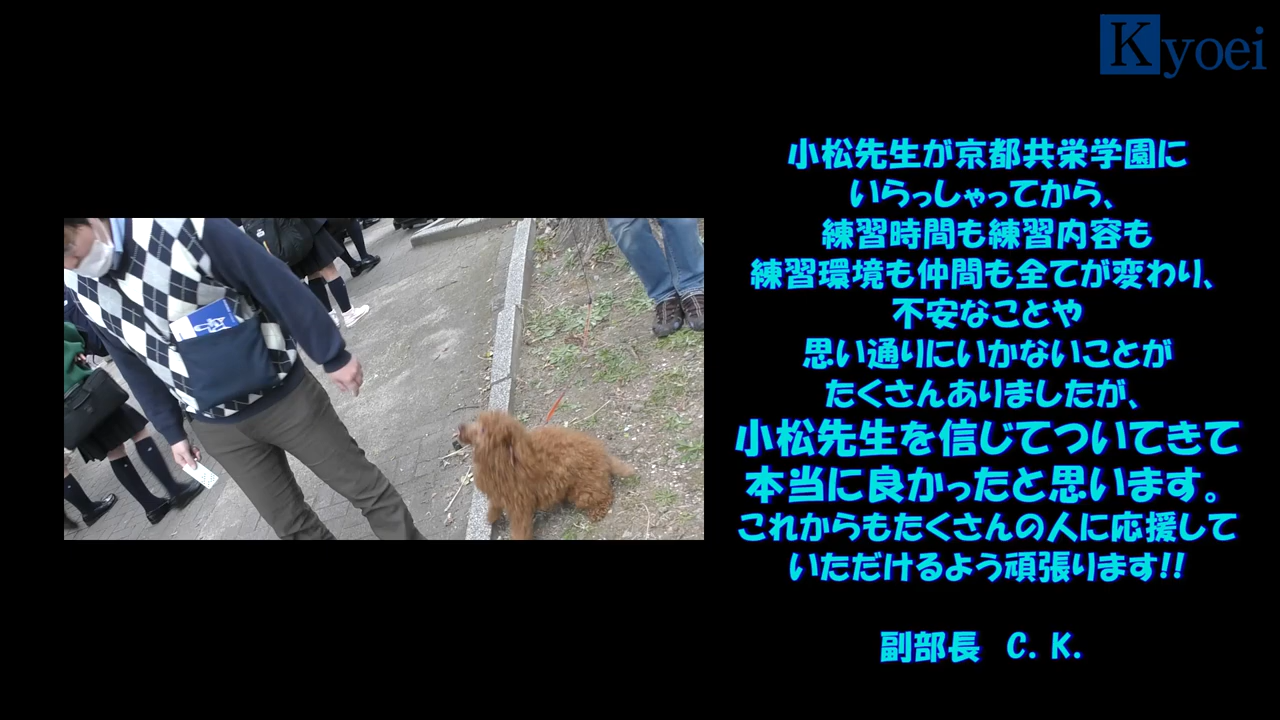 Kyoei
小松先生が京都共栄学園に
いらっしゃってから、
練習時間も練習内容も
練習環境も仲間も全てが変わり、
不安なことや
思い通りにいかないことが
たくさんありましたが、
小松先生を信じてついてきて
本当に良かったと思います。
これからもたくさんの人に応援して
いただけるよう頑張ります!!
副部長 C. K.